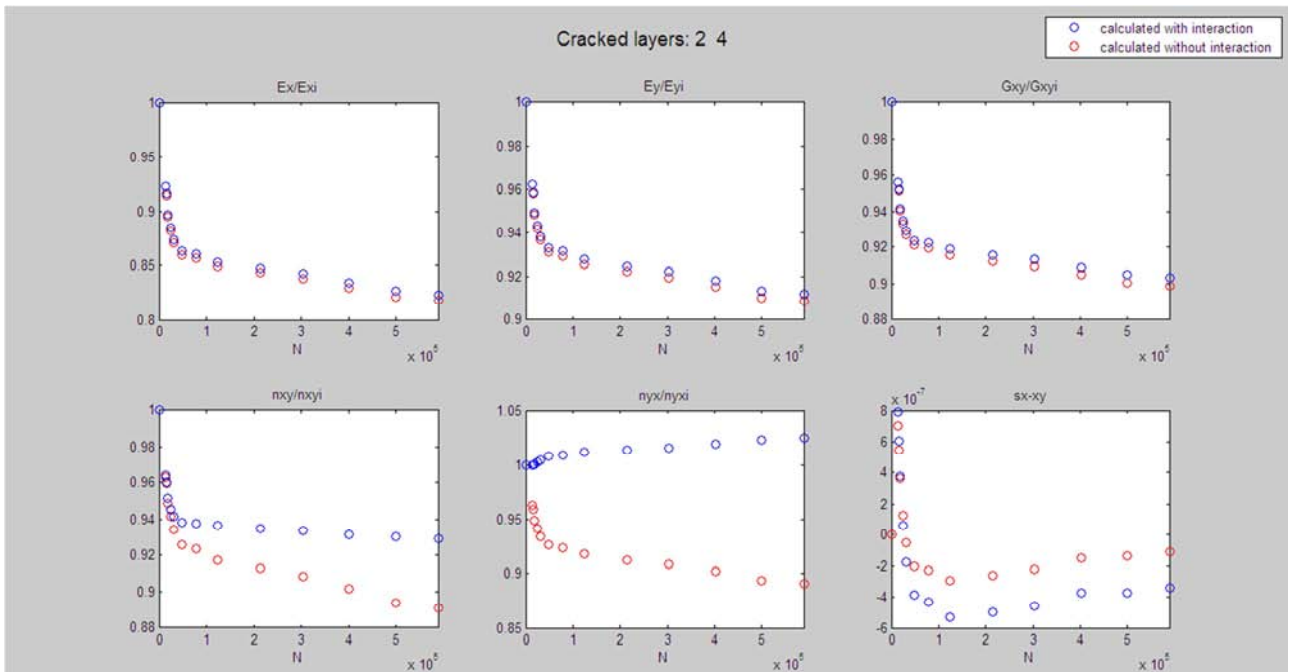 Cracked layers: 2 4
calculated with interaction
calculated without interaction
Ex/Exi
1
0.95
0.9
0.85
0.8
0 1 2 3 4 5
N
x 10^5
Ey/Eyi
1
0.98
0.96
0.94
0.92
0.9
0 1 2 3 4 5
N
x 10^5
Gxy/Gxyi
1
0.98
0.96
0.94
0.92
0.9
0.88
0 1 2 3 4 5
N
x 10^5
nxy/nxyi
1
0.98
0.96
0.94
0.92
0.9
0.88
0 1 2 3 4 5
N
x 10^5
nyx/nyxi
1.05
1
0.95
0.9
0.85
0 1 2 3 4 5
N
x 10^5
sx-xy
x 10^-7
8
6
4
2
0
-2
-4
-6
0 1 2 3 4 5
N
x 10^5